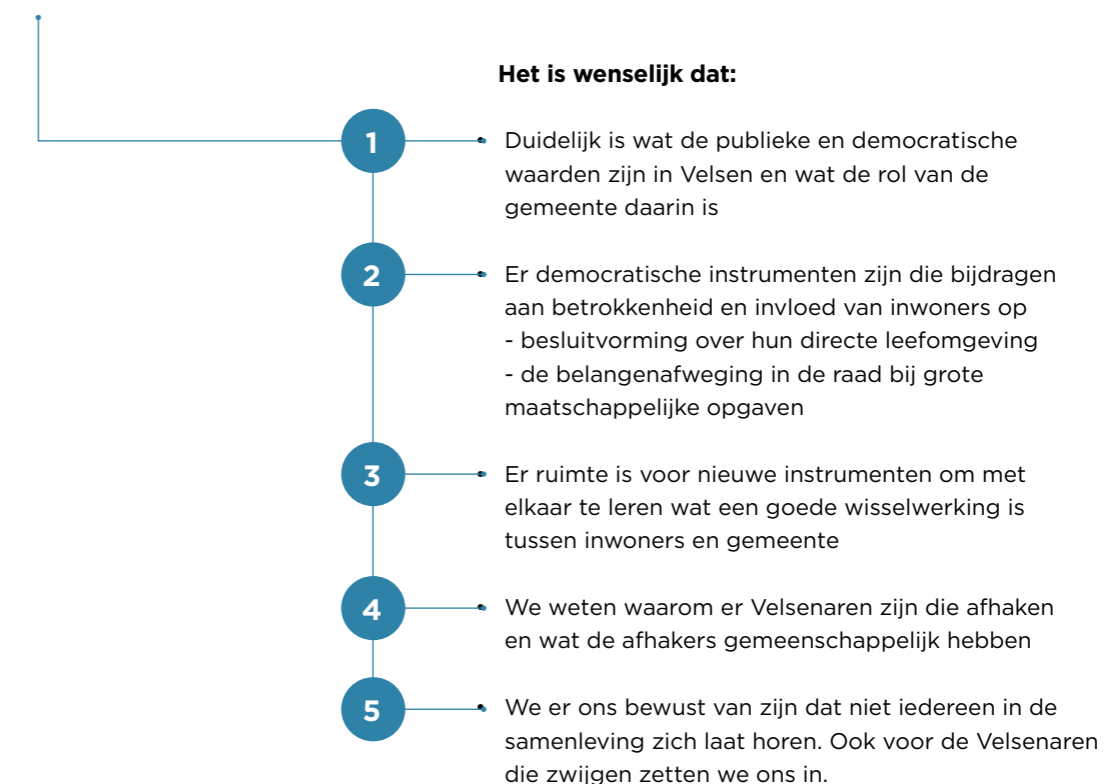 Het is wenselijk dat:
1
Duidelijk is wat de publieke en democratische
waarden zijn in Velsen en wat de rol van de
gemeente daarin is
2
Er democratische instrumenten zijn die bijdragen
aan betrokkenheid en invloed van inwoners op
- besluitvorming over hun directe leefomgeving
- de belangenafweging in de raad bij grote
maatschappelijke opgaven
3
Er ruimte is voor nieuwe instrumenten om met
elkaar te leren wat een goede wisselwerking is
tussen inwoners en gemeente
4
We weten waarom er Velsenaren zijn die afhaken
en wat de afhakers gemeenschappelijk hebben
5
We er ons bewust van zijn dat niet iedereen in de
samenleving zich laat horen. Ook voor de Velsenaren
die zwijgen zetten we ons in.